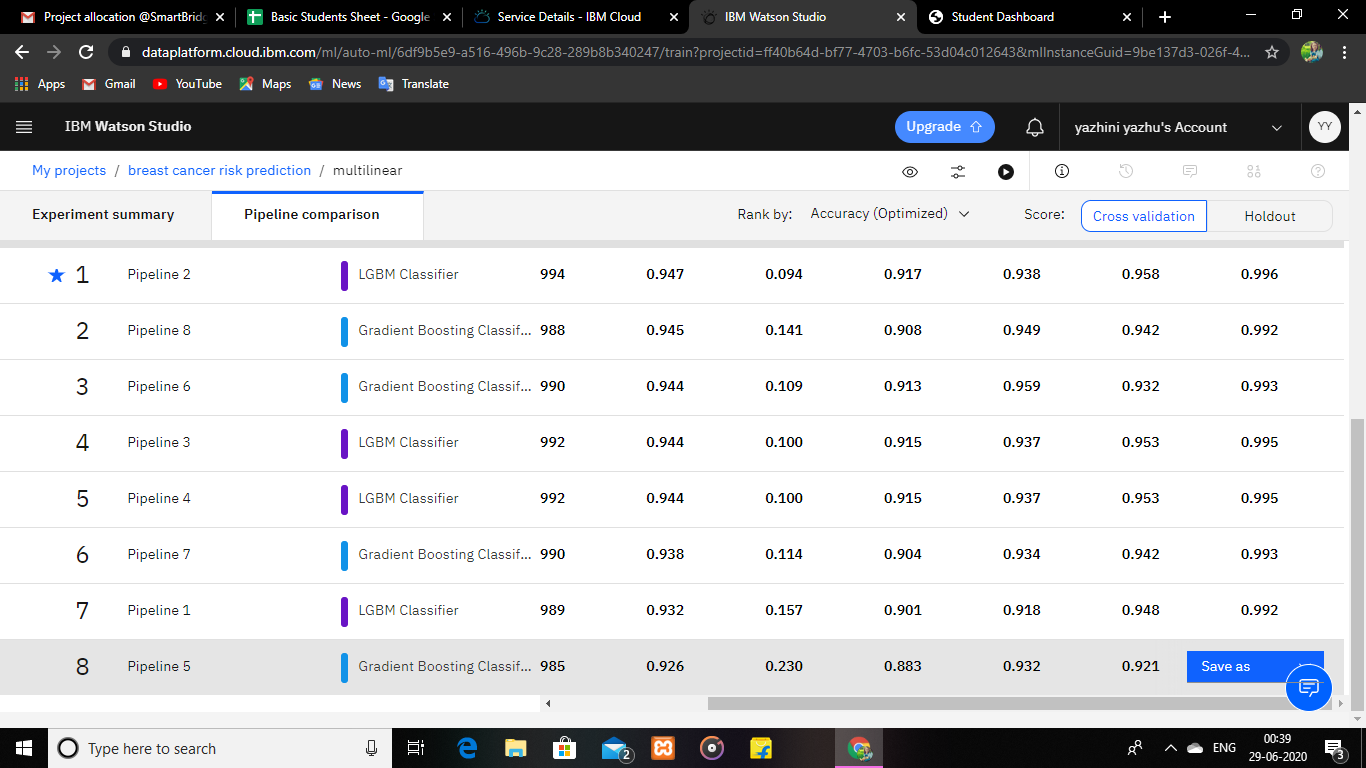 Project allocation @SmartBridg Basic Students Sheet - Google Service Details - IBM Cloud IBM Watson Studio Student Dashboard
dataplatform.cloud.ibm.com/ml/auto-ml/6df9b5e9-a516-496b-9c28-289b8b340247/train?projectid=ff40b64d-bf77-4703-b6fc-53d04c012643&mlInstanceGuid=9be137d3-026f-4...
Apps Gmail YouTube Maps News Translate
IBM Watson Studio Upgrade yazhini yazhu's Account YY
My projects / breast cancer risk prediction / multilinear
Experiment summary Pipeline comparison Rank by: Accuracy (Optimized) Score: Cross validation Holdout
1 Pipeline 2 LGBM Classifier 994 0.947 0.094 0.917 0.938 0.958 0.996
2 Pipeline 8 Gradient Boosting Classif... 988 0.945 0.141 0.908 0.949 0.942 0.992
3 Pipeline 6 Gradient Boosting Classif... 990 0.944 0.109 0.913 0.959 0.932 0.993
4 Pipeline 3 LGBM Classifier 992 0.944 0.100 0.915 0.937 0.953 0.995
5 Pipeline 4 LGBM Classifier 992 0.944 0.100 0.915 0.937 0.953 0.995
6 Pipeline 7 Gradient Boosting Classif... 990 0.938 0.114 0.904 0.934 0.942 0.993
7 Pipeline 1 LGBM Classifier 989 0.932 0.157 0.901 0.918 0.948 0.992
8 Pipeline 5 Gradient Boosting Classif... 985 0.926 0.230 0.883 0.932 0.921 Save as
Type here to search 2 ENG 00:39
29-06-2020 3